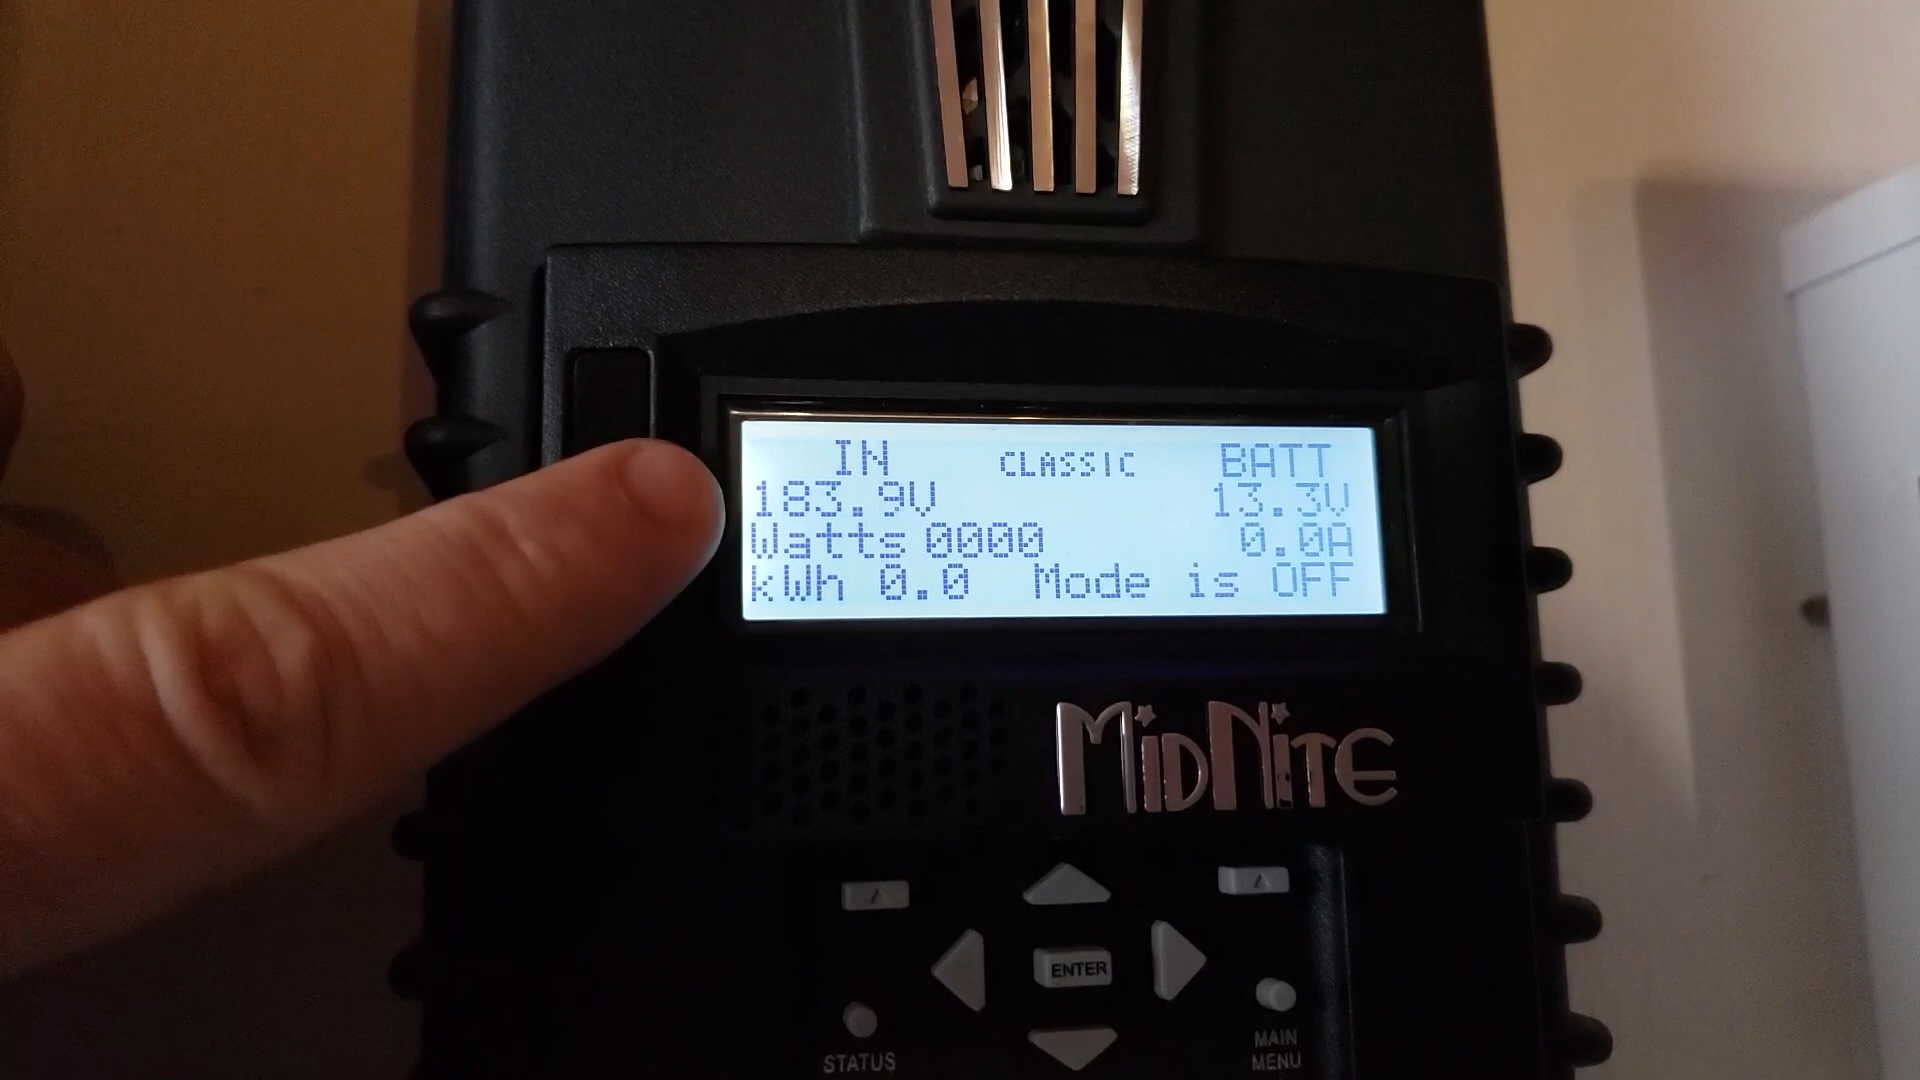 IN CLASSIC BATT
183.9V 13.3V
Watts 0000 0.0A
kWh 0.0 Mode is OFF
MidNite
ENTER
STATUS
MAIN
MENU